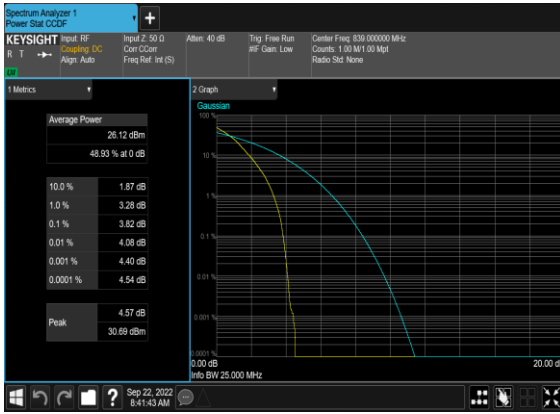 Spectrum Analyzer 1
Power Stat CCDF
+
KEYSIGHT
R T
LXI
Input: RF
Coupling: DC
Align: Auto
Input Z: 50 Ω
Corr CCorr
Freq Ref: Int (S)
Atten: 40 dB
Trig: Free Run
#IF Gain: Low
Center Freq: 839.000000 MHz
Counts: 1.00 M/1.00 Mpt
Radio Std: None
1 Metrics
Average Power
26.12 dBm
48.93 % at 0 dB
10.0 % 1.87 dB
1.0 % 3.28 dB
0.1 % 3.82 dB
0.01 % 4.08 dB
0.001 % 4.40 dB
0.0001 % 4.54 dB
Peak
4.57 dB
30.69 dBm
2 Graph
Gaussian
100 %
10 %
1 %
0.1 %
0.01 %
0.001 %
0.0001 %
0.00 dB
20.00 d
Info BW 25.000 MHz
?
Sep 22, 2022
8:41:43 AM